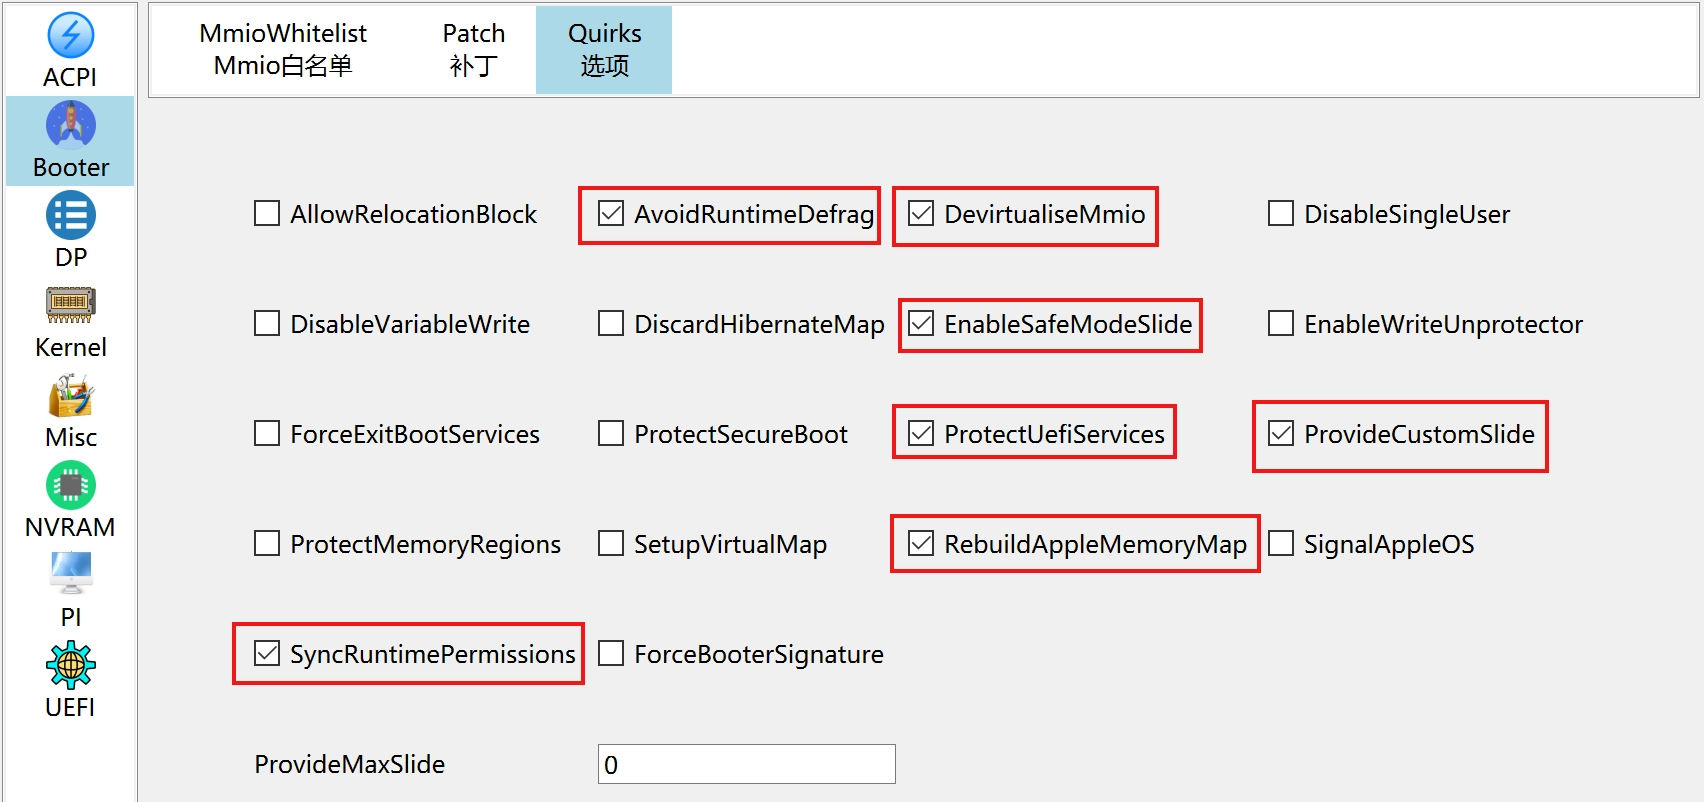 ACPI
Booter
DP
Kernel
Misc
NVRAM
PI
UEFI
MmioWhitelist
Mmio白名单
Patch
补丁
Quirks
选项
AllowRelocationBlock
AvoidRuntimeDefrag
DevirtualiseMmio
DisableSingleUser
DisableVariableWrite
DiscardHibernateMap
EnableSafeModeSlide
EnableWriteUnprotector
ForceExitBootServices
ProtectSecureBoot
ProtectUefiServices
ProvideCustomSlide
ProtectMemoryRegions
SetupVirtualMap
RebuildAppleMemoryMap
SignalAppleOS
SyncRuntimePermissions
ForceBooterSignature
ProvideMaxSlide
0